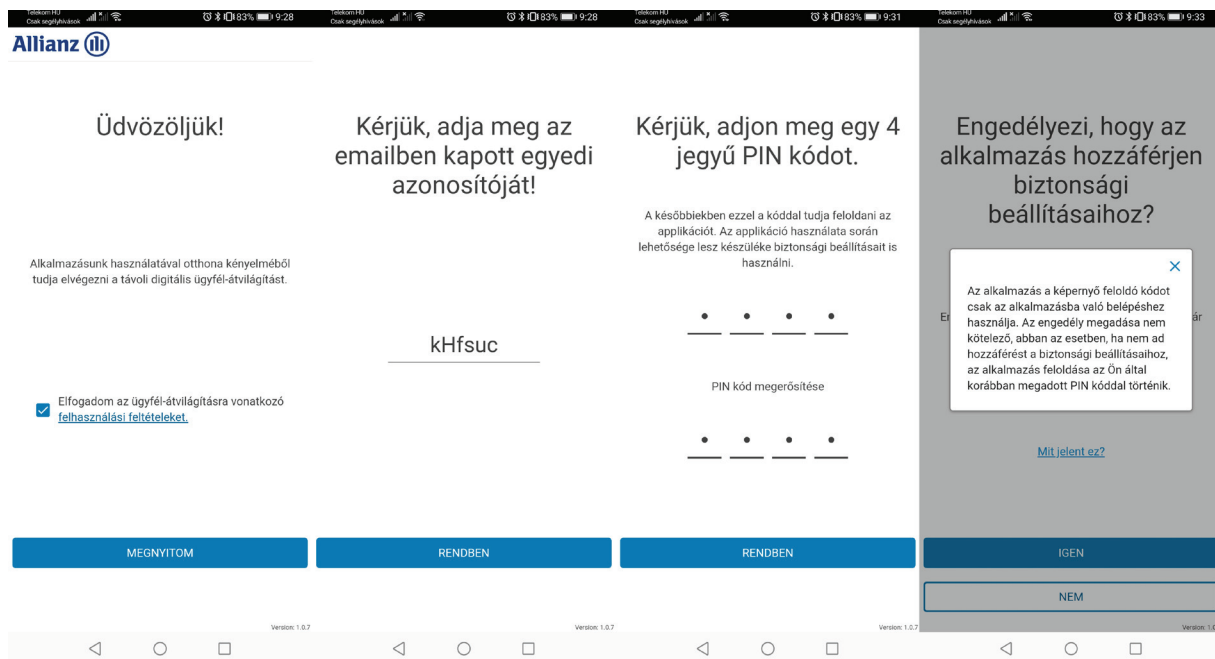 Telekom HU
Csak segélyhívások
83% 9:28
Allianz
Üdvözöljük!
Alkalmazásunk használatával otthona kényelméből
tudja elvégezni a távoli digitális ügyfél-átvilágítást.
Elfogadom az ügyfél-átvilágításra vonatkozó
felhasználási feltételeket.
MEGNYITOM
Version: 1.0.7
Telekom HU
Csak segélyhívások
83% 9:28
Kérjük, adja meg az
emailben kapott egyedi
azonosítóját!
kHfsuc
RENDBEN
Version: 1.0.7
Telekom HU
Csak segélyhívások
83% 9:31
Kérjük, adjon meg egy 4
jegyű PIN kódot.
A későbbiekben ezzel a kóddal tudja feloldani az
applikációt. Az applikáció használata során
lehetősége lesz készüléke biztonsági beállításait is
használni.
PIN kód megerősítése
RENDBEN
Version: 1.0.7
Telekom HU
Csak segélyhívások
83% 9:33
Engedélyezi, hogy az
alkalmazás hozzáférjen
biztonsági
beállításaihoz?
Az alkalmazás a képernyő feloldó kódot
csak az alkalmazásba való belépéshez
használja. Az engedély megadása nem
kötelező, abban az esetben, ha nem ad
hozzáférést a biztonsági beállításaihoz,
az alkalmazás feloldása az Ön által
korábban megadott PIN kóddal történik.
Mit jelent ez?
IGEN
NEM
Version: 1.0